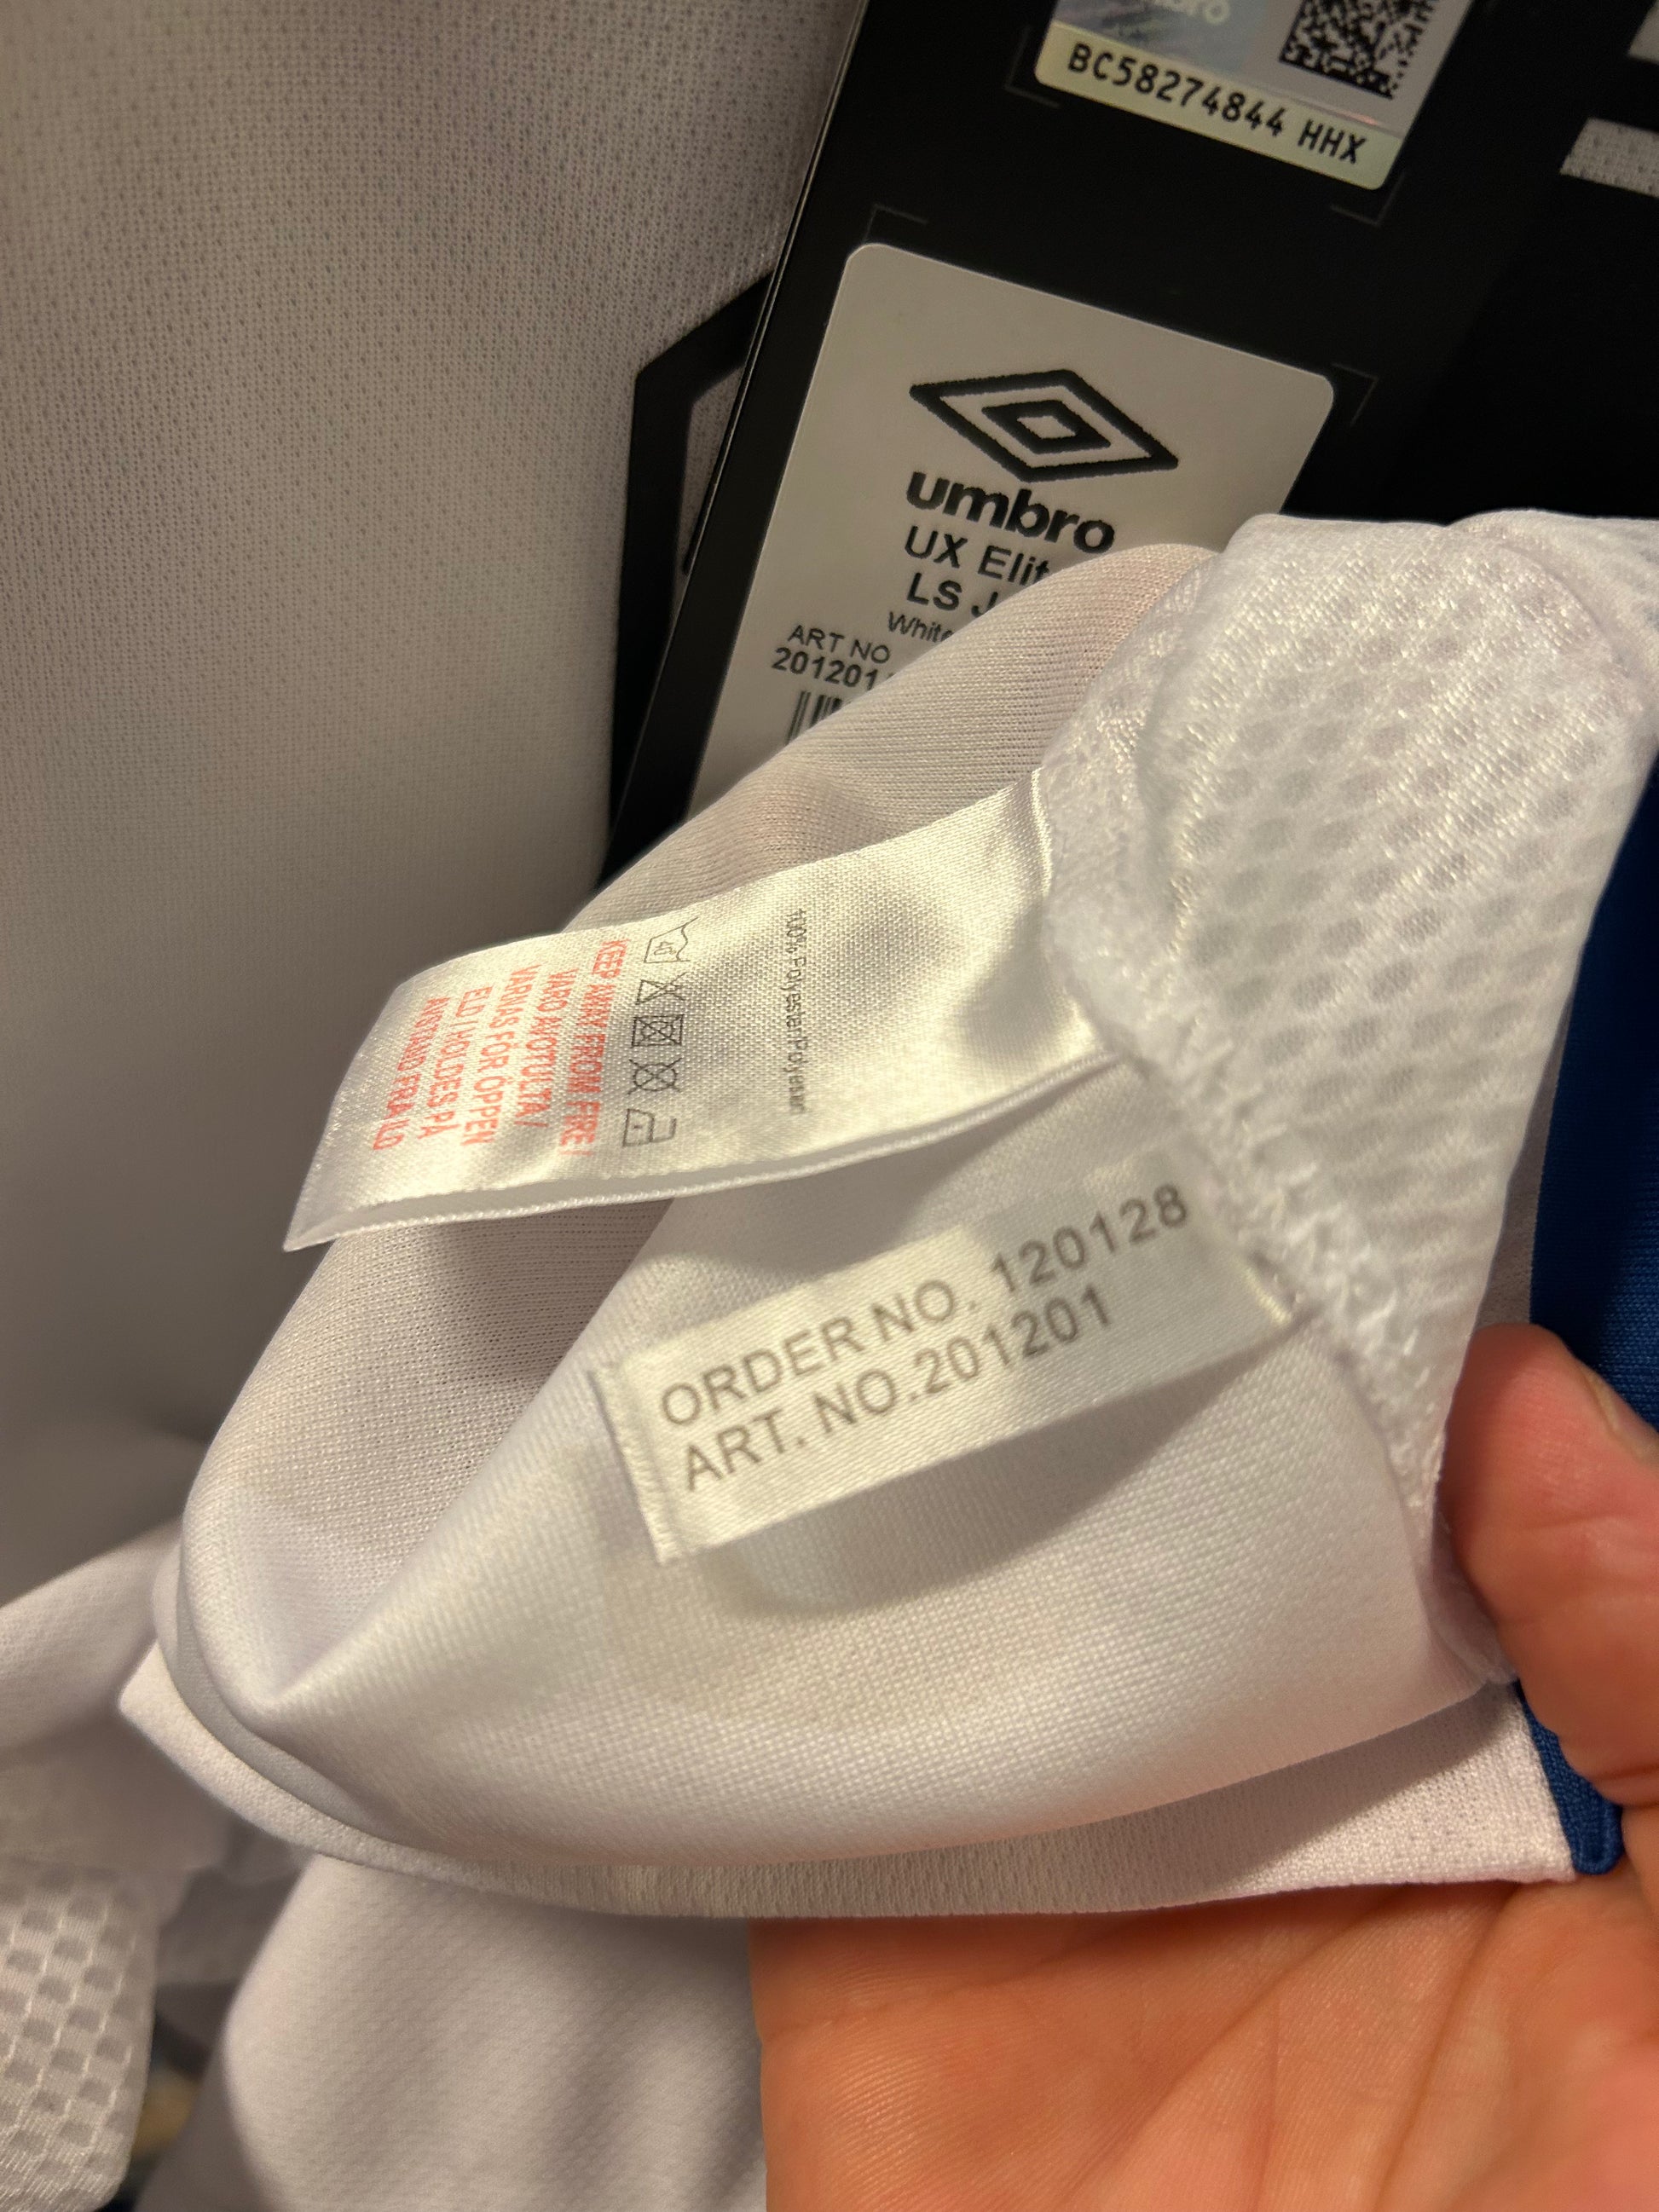 BC58274844 HHX
umbro
UX Elit
LS J
White
ART NO
201201
100% Polyester/Polyester
KEEP AWAY FROM FIRE /
VARO AVOTULTA /
VARNAS FÖR ÖPPEN
ELD / HOLDES PÅ
AVSTAND FRA ILD
ORDER NO. 120128
ART. NO.201201